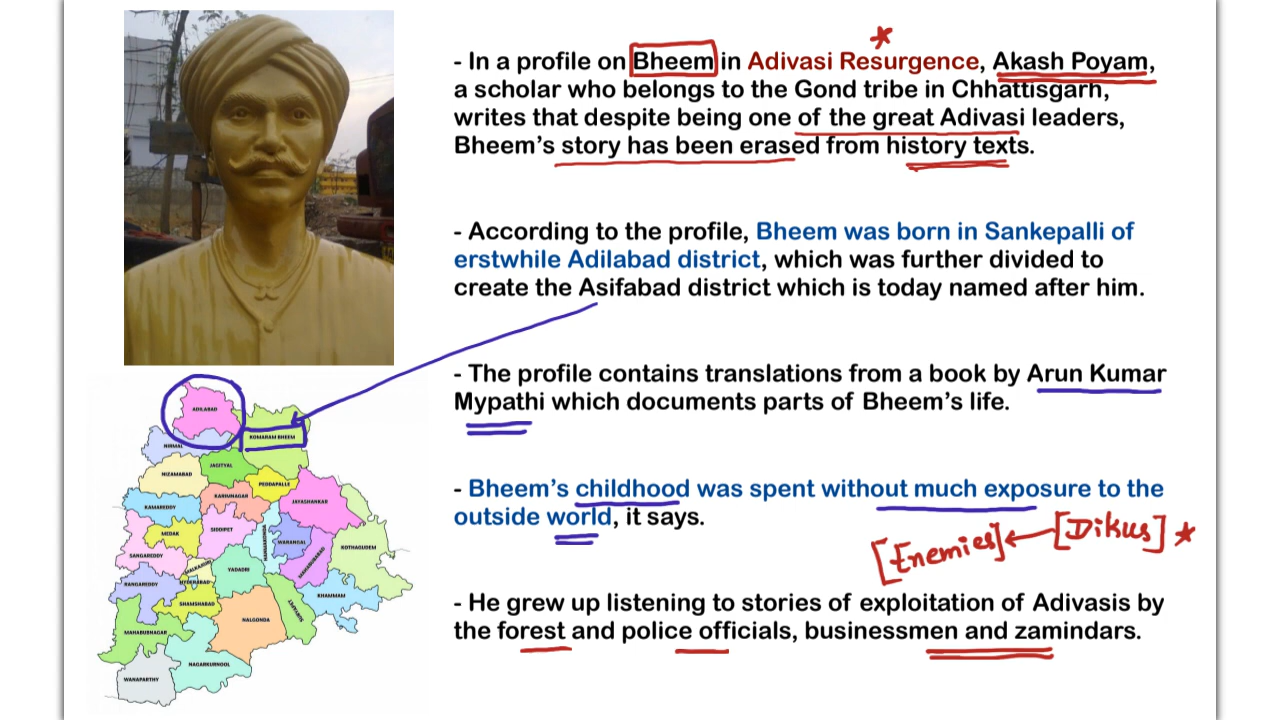 - In a profile on Bheem in Adivasi Resurgence, Akash Poyam,
a scholar who belongs to the Gond tribe in Chhattisgarh,
writes that despite being one of the great Adivasi leaders,
Bheem's story has been erased from history texts.
- According to the profile, Bheem was born in Sankepalli of
erstwhile Adilabad district, which was further divided to
create the Asifabad district which is today named after him.
- The profile contains translations from a book by Arun Kumar
Mypathi which documents parts of Bheem's life.
- Bheem's childhood was spent without much exposure to the
outside world, it says.
[Enemies] ← [Dikus] *
- He grew up listening to stories of exploitation of Adivasis by
the forest and police officials, businessmen and zamindars.
ADILABAD
KOMARAM BHEEM
NIRMAL
JAGITYAL
NIZAMABAD
PEDDAPALLE
KARIMNAGAR
JAYASHANKAR
KAMAREDDY
SIDDIPET
MEDAK
WARANGAL
KOTHAGUDEM
SANGAREDDY
MAHABUBABAD
YADADRI
RANGAREDDY
HYDERABAD
KHAMMAM
SHAMSHABAD
SURYAPET
NALGONDA
MAHABUBNAGAR
NAGARKURNOOL
WANAPARTHY